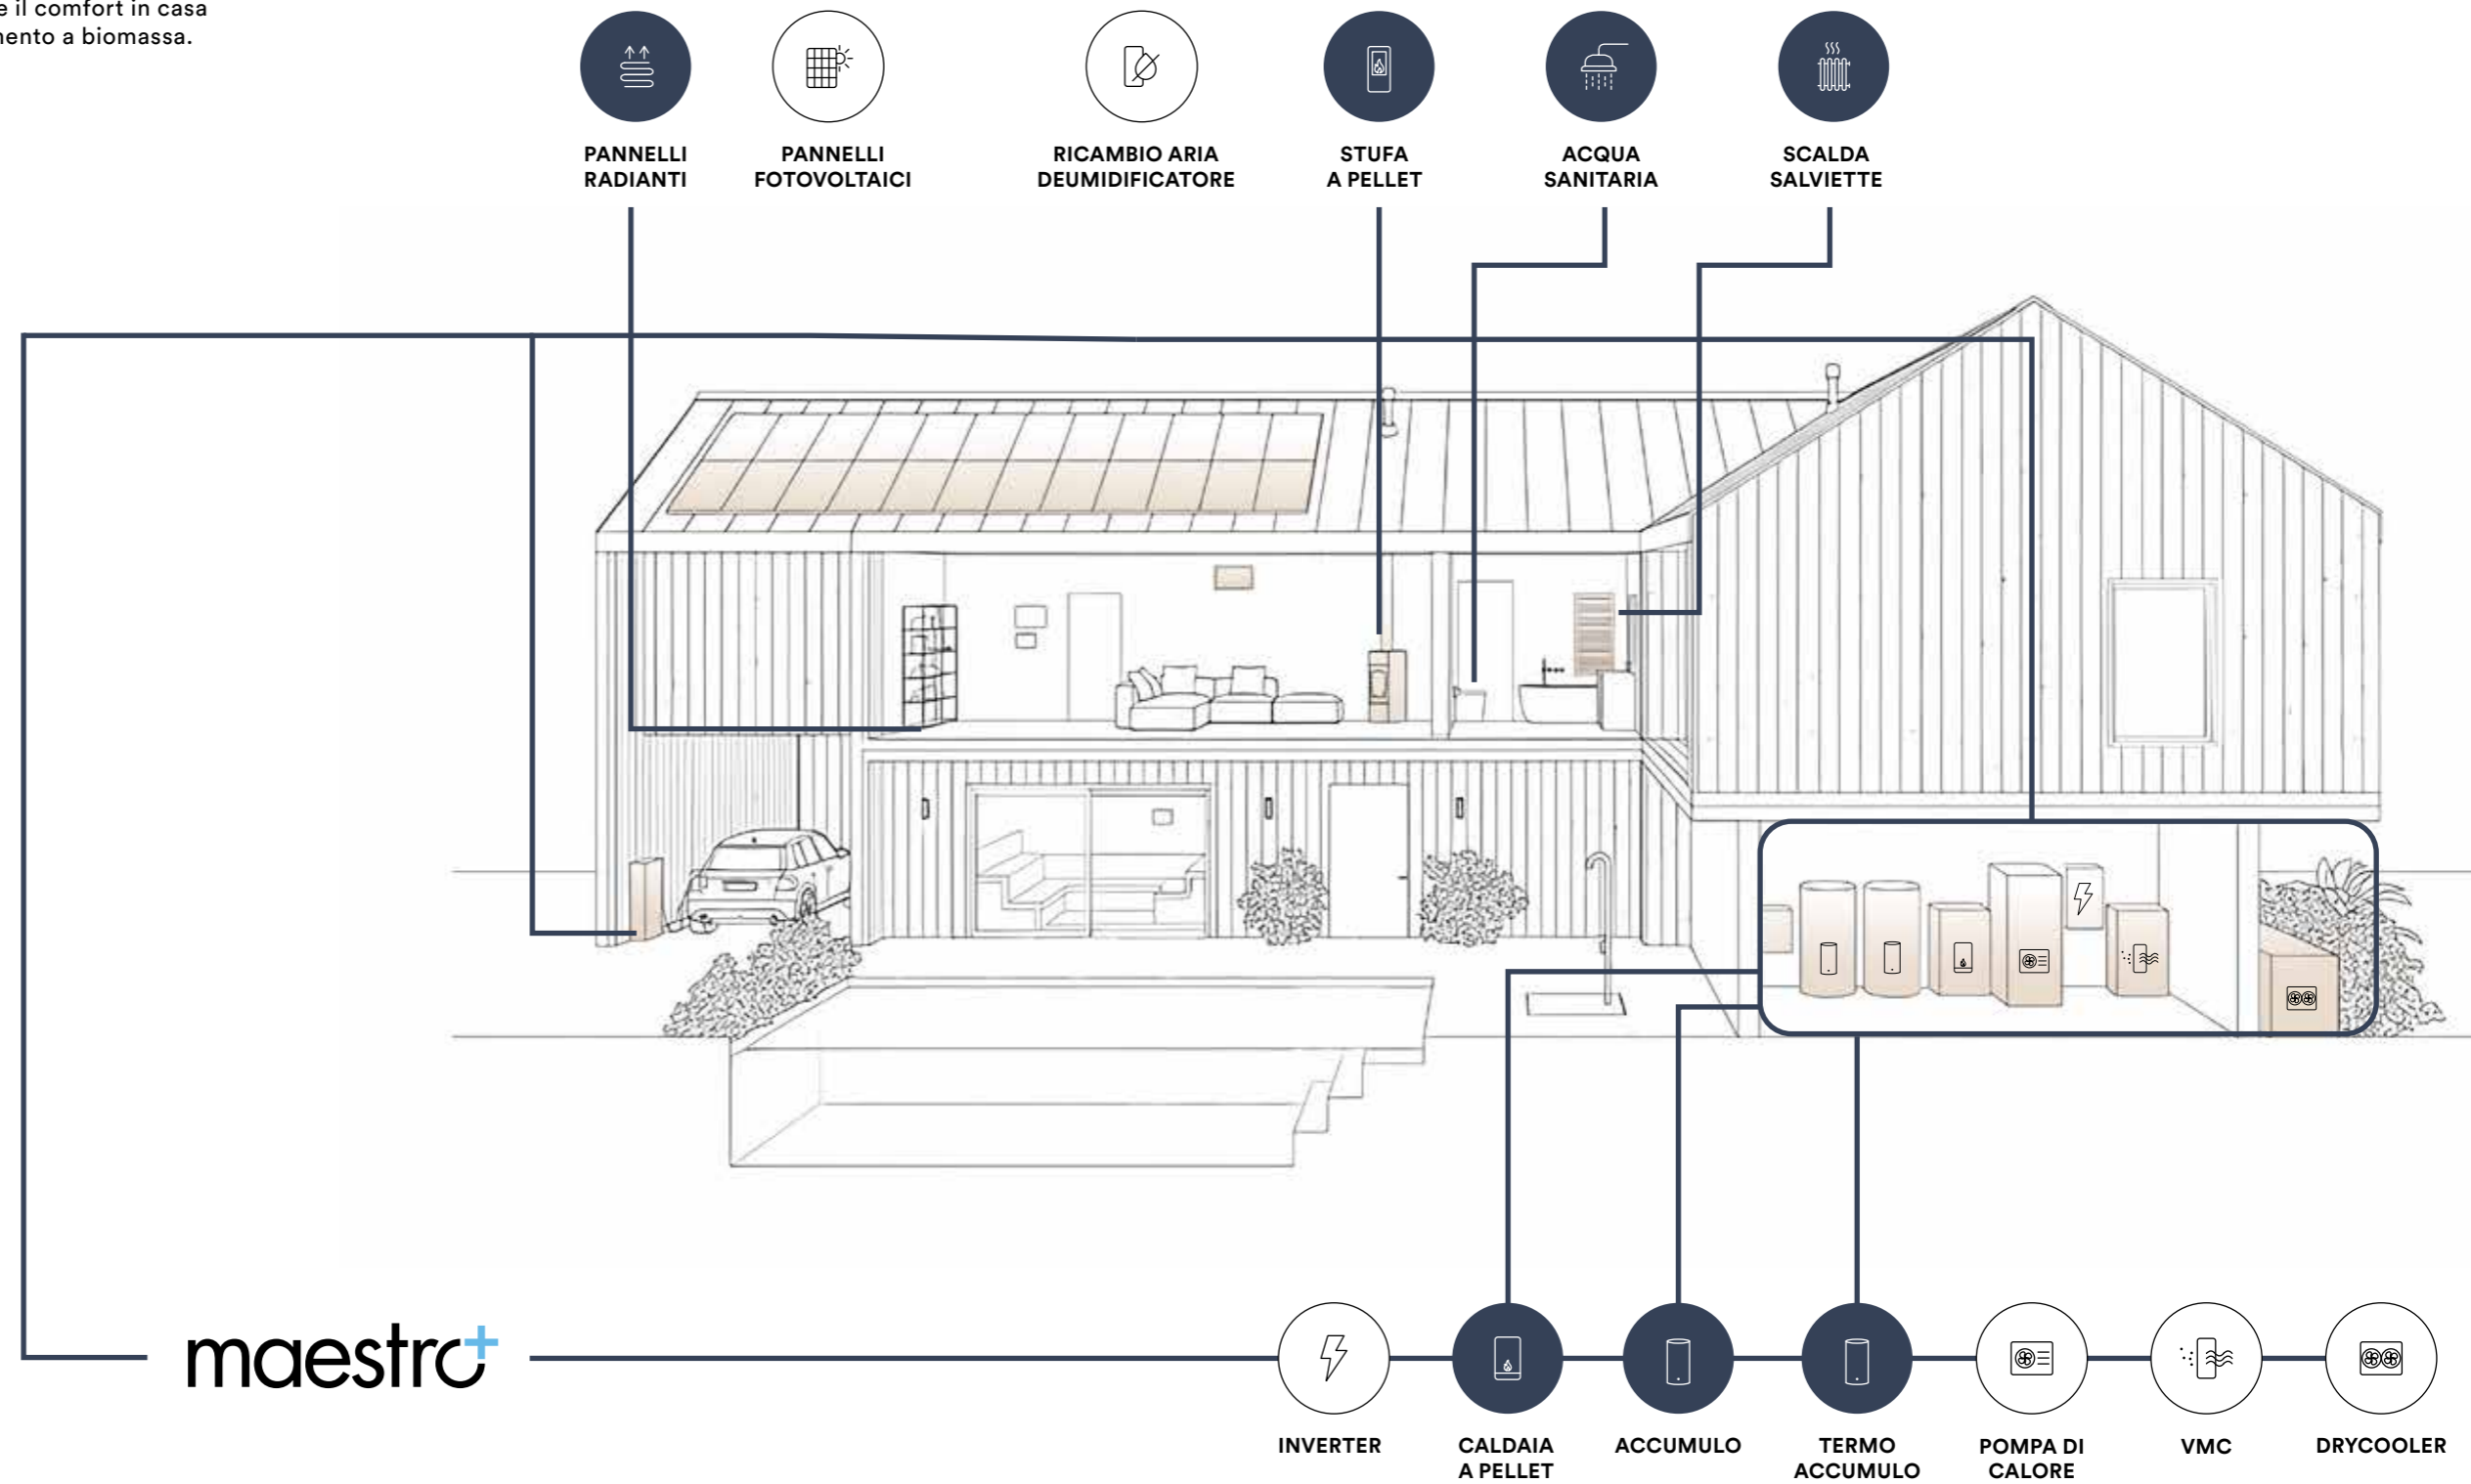 e il comfort in casa
mento a biomassa.
PANNELLI
RADIANTI
PANNELLI
FOTOVOLTAICI
RICAMBIO ARIA
DEUMIDIFICATORE
STUFA
A PELLET
ACQUA
SANITARIA
SCALDA
SALVIETTE
maestro+
INVERTER
CALDAIA
A PELLET
ACCUMULO
TERMO
ACCUMULO
POMPA DI
CALORE
VMC
DRYCOOLER